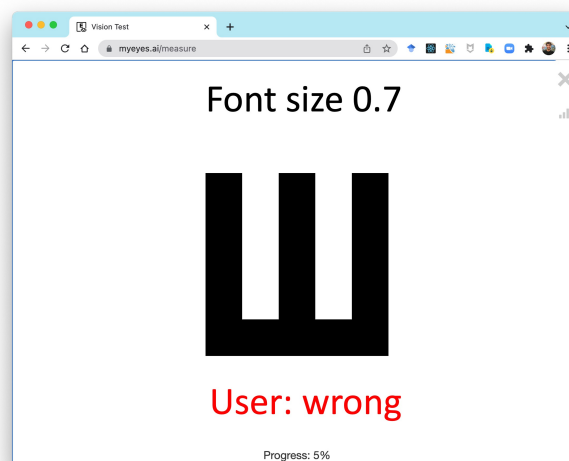 Vision Test
myeyes.ai/measure
Font size 0.7
User: wrong
Progress: 5%